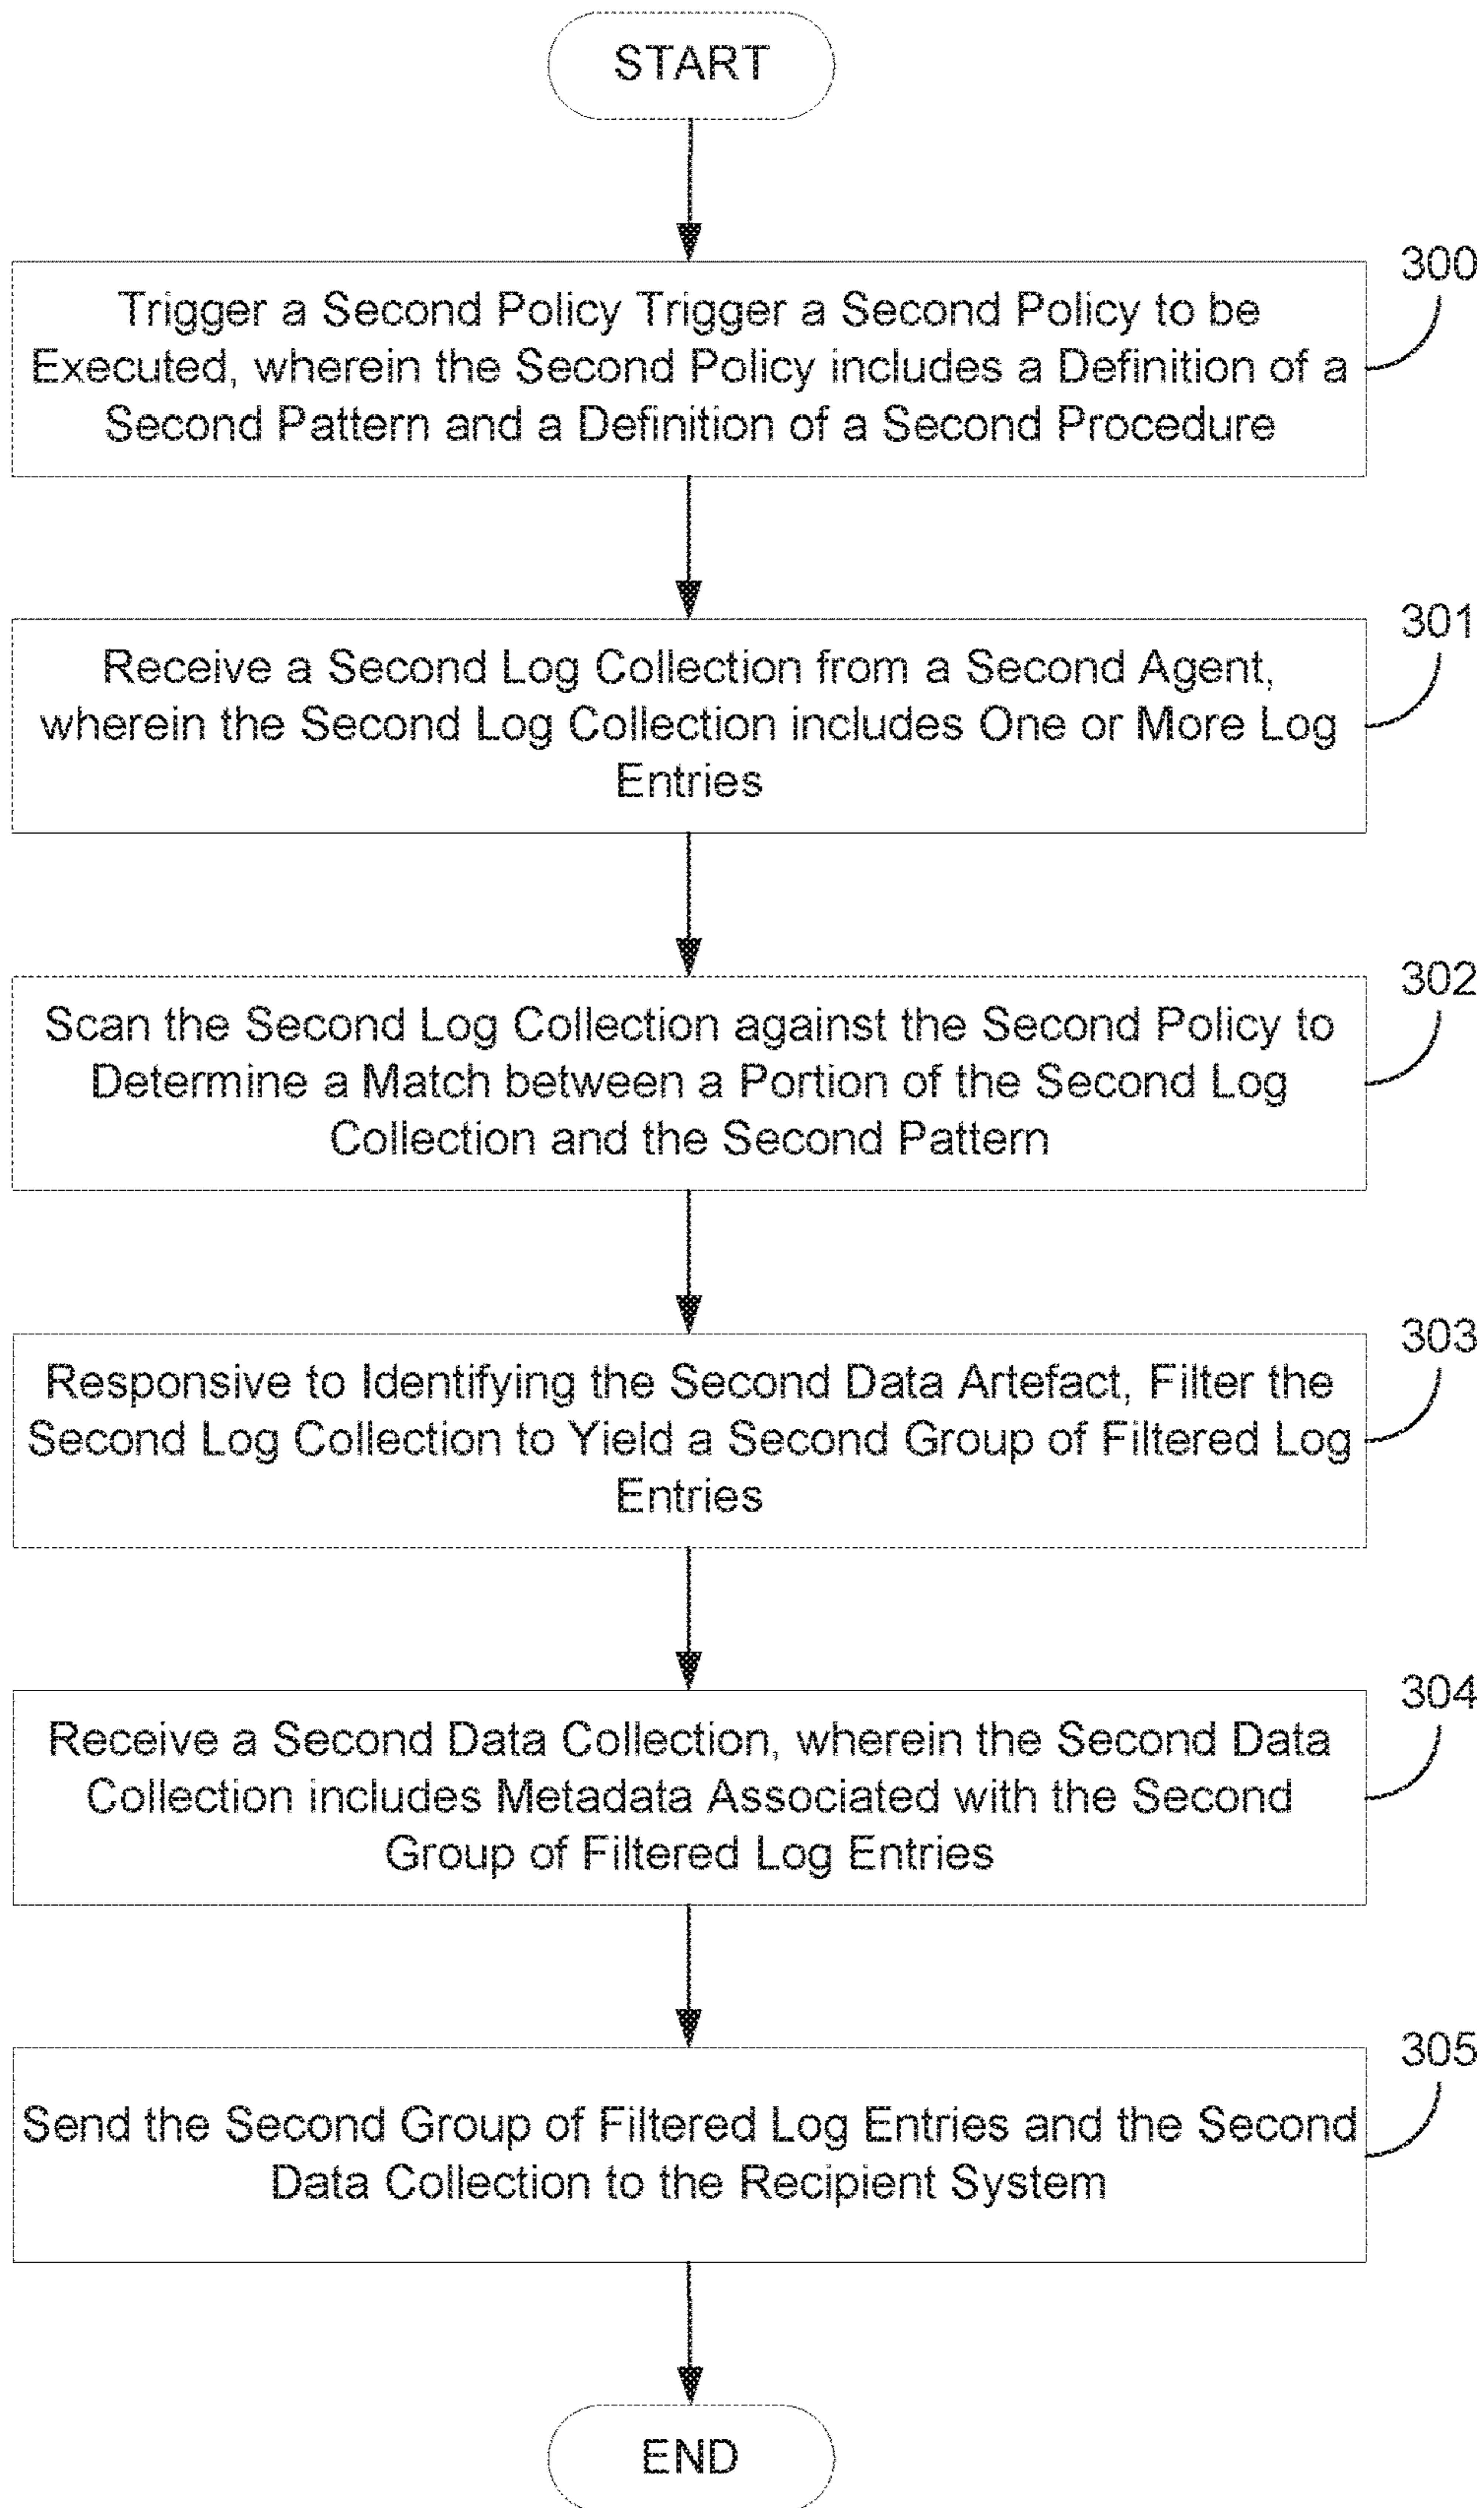 START
300
Trigger a Second Policy Trigger a Second Policy to be
Executed, wherein the Second Policy includes a Definition of a
Second Pattern and a Definition of a Second Procedure
301
Receive a Second Log Collection from a Second Agent,
wherein the Second Log Collection includes One or More Log
Entries
302
Scan the Second Log Collection against the Second Policy to
Determine a Match between a Portion of the Second Log
Collection and the Second Pattern
303
Responsive to Identifying the Second Data Artefact, Filter the
Second Log Collection to Yield a Second Group of Filtered Log
Entries
304
Receive a Second Data Collection, wherein the Second Data
Collection includes Metadata Associated with the Second
Group of Filtered Log Entries
305
Send the Second Group of Filtered Log Entries and the Second
Data Collection to the Recipient System
END